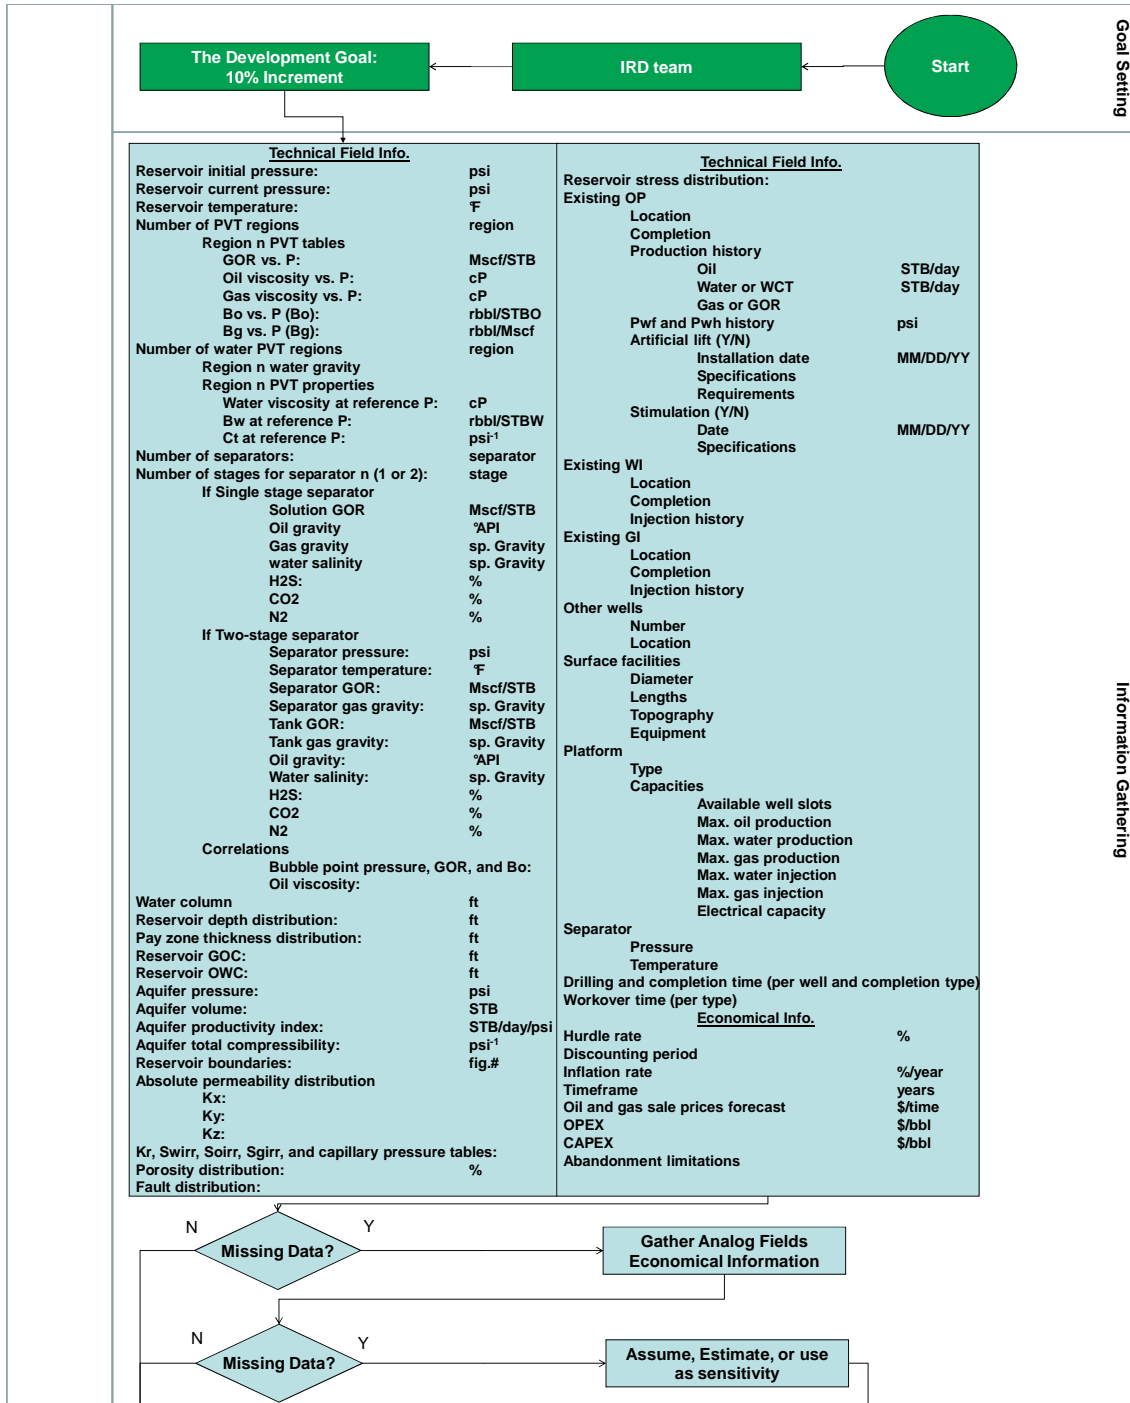 Goal Setting
Start
IRD team
The Development Goal:
10% Increment
Information Gathering
Technical Field Info.
Reservoir initial pressure: psi
Reservoir current pressure: psi
Reservoir temperature: °F
Number of PVT regions region
Region n PVT tables
GOR vs. P: Mscf/STB
Oil viscosity vs. P: cP
Gas viscosity vs. P: cP
Bo vs. P (Bo): rbbl/STBO
Bg vs. P (Bg): rbbl/Mscf
Number of water PVT regions region
Region n water gravity
Region n PVT properties
Water viscosity at reference P: cP
Bw at reference P: rbbl/STBW
Ct at reference P: psi⁻¹
Number of separators: separator
Number of stages for separator n (1 or 2): stage
If Single stage separator
Solution GOR Mscf/STB
Oil gravity °API
Gas gravity sp. Gravity
water salinity sp. Gravity
H2S: %
CO2 %
N2 %
If Two-stage separator
Separator pressure: psi
Separator temperature: °F
Separator GOR: Mscf/STB
Separator gas gravity: sp. Gravity
Tank GOR: Mscf/STB
Tank gas gravity: sp. Gravity
Oil gravity: °API
Water salinity: sp. Gravity
H2S: %
CO2 %
N2 %
Correlations
Bubble point pressure, GOR, and Bo:
Oil viscosity:
Water column ft
Reservoir depth distribution: ft
Pay zone thickness distribution: ft
Reservoir GOC: ft
Reservoir OWC: ft
Aquifer pressure: psi
Aquifer volume: STB
Aquifer productivity index: STB/day/psi
Aquifer total compressibility: psi⁻¹
Reservoir boundaries: fig.#
Absolute permeability distribution
Kx:
Ky:
Kz:
Kr, Swirr, Soirr, Sgirr, and capillary pressure tables:
Porosity distribution: %
Fault distribution:
Technical Field Info.
Reservoir stress distribution:
Existing OP
Location
Completion
Production history
Oil STB/day
Water or WCT STB/day
Gas or GOR
Pwf and Pwh history psi
Artificial lift (Y/N)
Installation date MM/DD/YY
Specifications
Requirements
Stimulation (Y/N)
Date MM/DD/YY
Specifications
Existing WI
Location
Completion
Injection history
Existing GI
Location
Completion
Injection history
Other wells
Number
Location
Surface facilities
Diameter
Lengths
Topography
Equipment
Platform
Type
Capacities
Available well slots
Max. oil production
Max. water production
Max. gas production
Max. water injection
Max. gas injection
Electrical capacity
Separator
Pressure
Temperature
Drilling and completion time (per well and completion type)
Workover time (per type)
Economical Info.
Hurdle rate %
Discounting period
Inflation rate %/year
Timeframe years
Oil and gas sale prices forecast $/time
OPEX $/bbl
CAPEX $/bbl
Abandonment limitations
N
Missing Data?
Y
Gather Analog Fields
Economical Information
N
Missing Data?
Y
Assume, Estimate, or use
as sensitivity